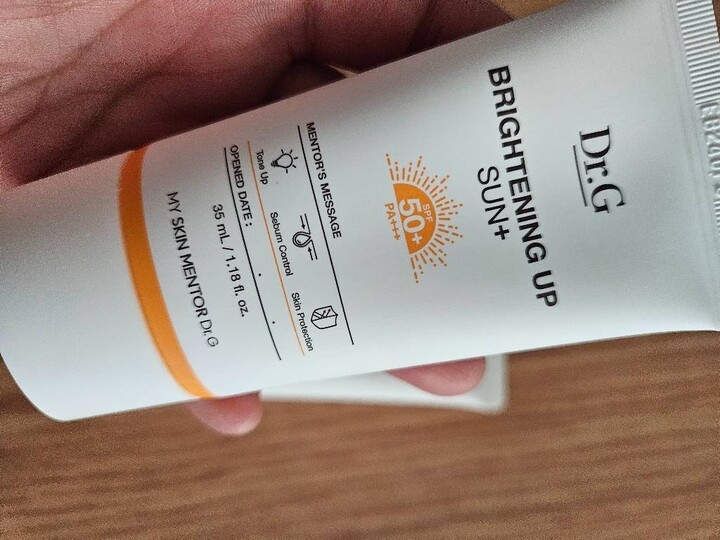 Dr.G
BRIGHTENING UP
SUN+
SPF
50+
PA+++
MENTOR'S MESSAGE
Tone Up
Sebum Control
Skin Protection
OPENED DATE : . .
35 mL / 1.18 fl. oz.
MY SKIN MENTOR Dr.G